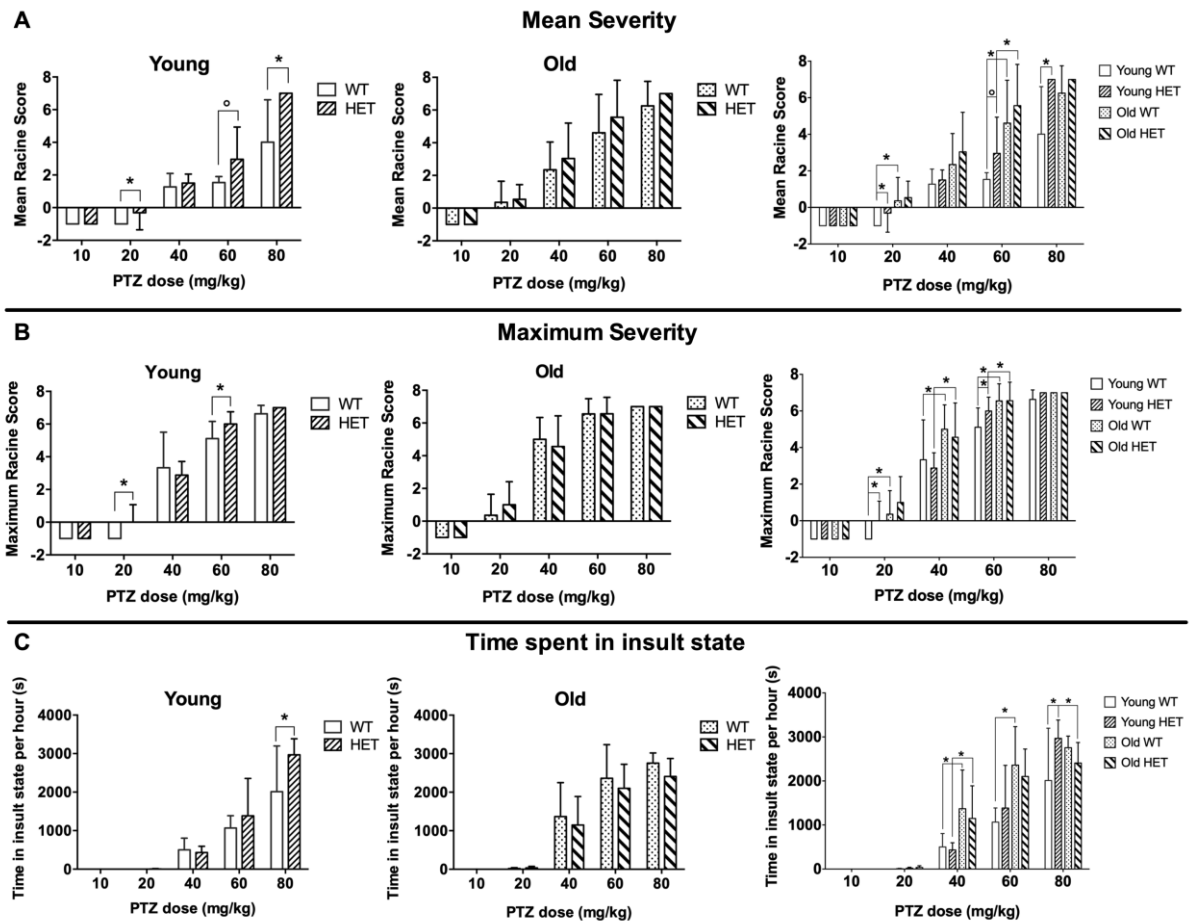 A
Mean Severity
Young
Mean Racine Score
8
6
4
2
0
-2
*
°
*
WT
HET
10 20 40 60 80
PTZ dose (mg/kg)
Old
Mean Racine Score
8
6
4
2
0
-2
WT
HET
10 20 40 60 80
PTZ dose (mg/kg)
Mean Racine Score
8
6
4
2
0
-2
*
*
°
*
*
*
Young WT
Young HET
Old WT
Old HET
10 20 40 60 80
PTZ dose (mg/kg)
B
Maximum Severity
Young
Maximum Racine Score
8
6
4
2
0
-2
*
*
WT
HET
10 20 40 60 80
PTZ dose (mg/kg)
Old
Maximum Racine Score
8
6
4
2
0
-2
WT
HET
10 20 40 60 80
PTZ dose (mg/kg)
Maximum Racine Score
8
6
4
2
0
-2
*
*
*
*
*
*
*
Young WT
Young HET
Old WT
Old HET
10 20 40 60 80
PTZ dose (mg/kg)
C
Time spent in insult state
Young
Time in insult state per hour (s)
4000
3000
2000
1000
0
*
WT
HET
10 20 40 60 80
PTZ dose (mg/kg)
Old
Time in insult state per hour (s)
4000
3000
2000
1000
0
WT
HET
10 20 40 60 80
PTZ dose (mg/kg)
Time in insult state per hour (s)
4000
3000
2000
1000
0
*
*
*
*
*
Young WT
Young HET
Old WT
Old HET
10 20 40 60 80
PTZ dose (mg/kg)